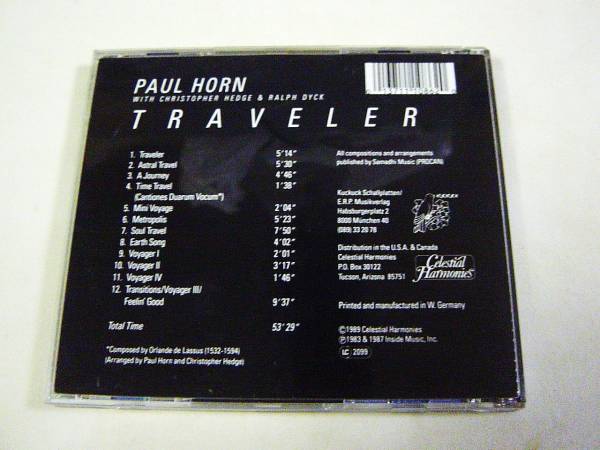 PAUL HORN
WITH CHRISTOPHER HEDGE & RALPH DYCK
TRAVELER
1. Traveler 5'14"
2. Astral Travel 5'30"
3. A Journey 4'46"
4. Time Travel 1'38"
(Cantiones Duarum Vocum*)
5. Mini Voyage 2'04"
6. Metropolis 5'23"
7. Soul Travel 7'50"
8. Earth Song 4'02"
9. Voyager I 2'01"
10. Voyager II 3'17"
11. Voyager IV 1'46"
12. Transitions/Voyager III/
Feelin' Good 9'37"
Total Time 53'29"
*Composed by Orlande de Lassus (1532-1594)
(Arranged by Paul Horn and Christopher Hedge)
All compositions and arrangements
published by Samadhi Music (PROCAN)
Kuckuck Schallplatten/
E.R.P. Musikverlag
Habsburgerplatz 2
8000 München 40
(089) 33 20 78
Distribution in the U.S.A. & Canada
Celestial Harmonies
P.O. Box 30122
Tucson, Arizona 85751
Celestial
Harmonies
Printed and manufactured in W. Germany
©1989 Celestial Harmonies
℗1983 & 1987 Inside Music, Inc.
LC 2099